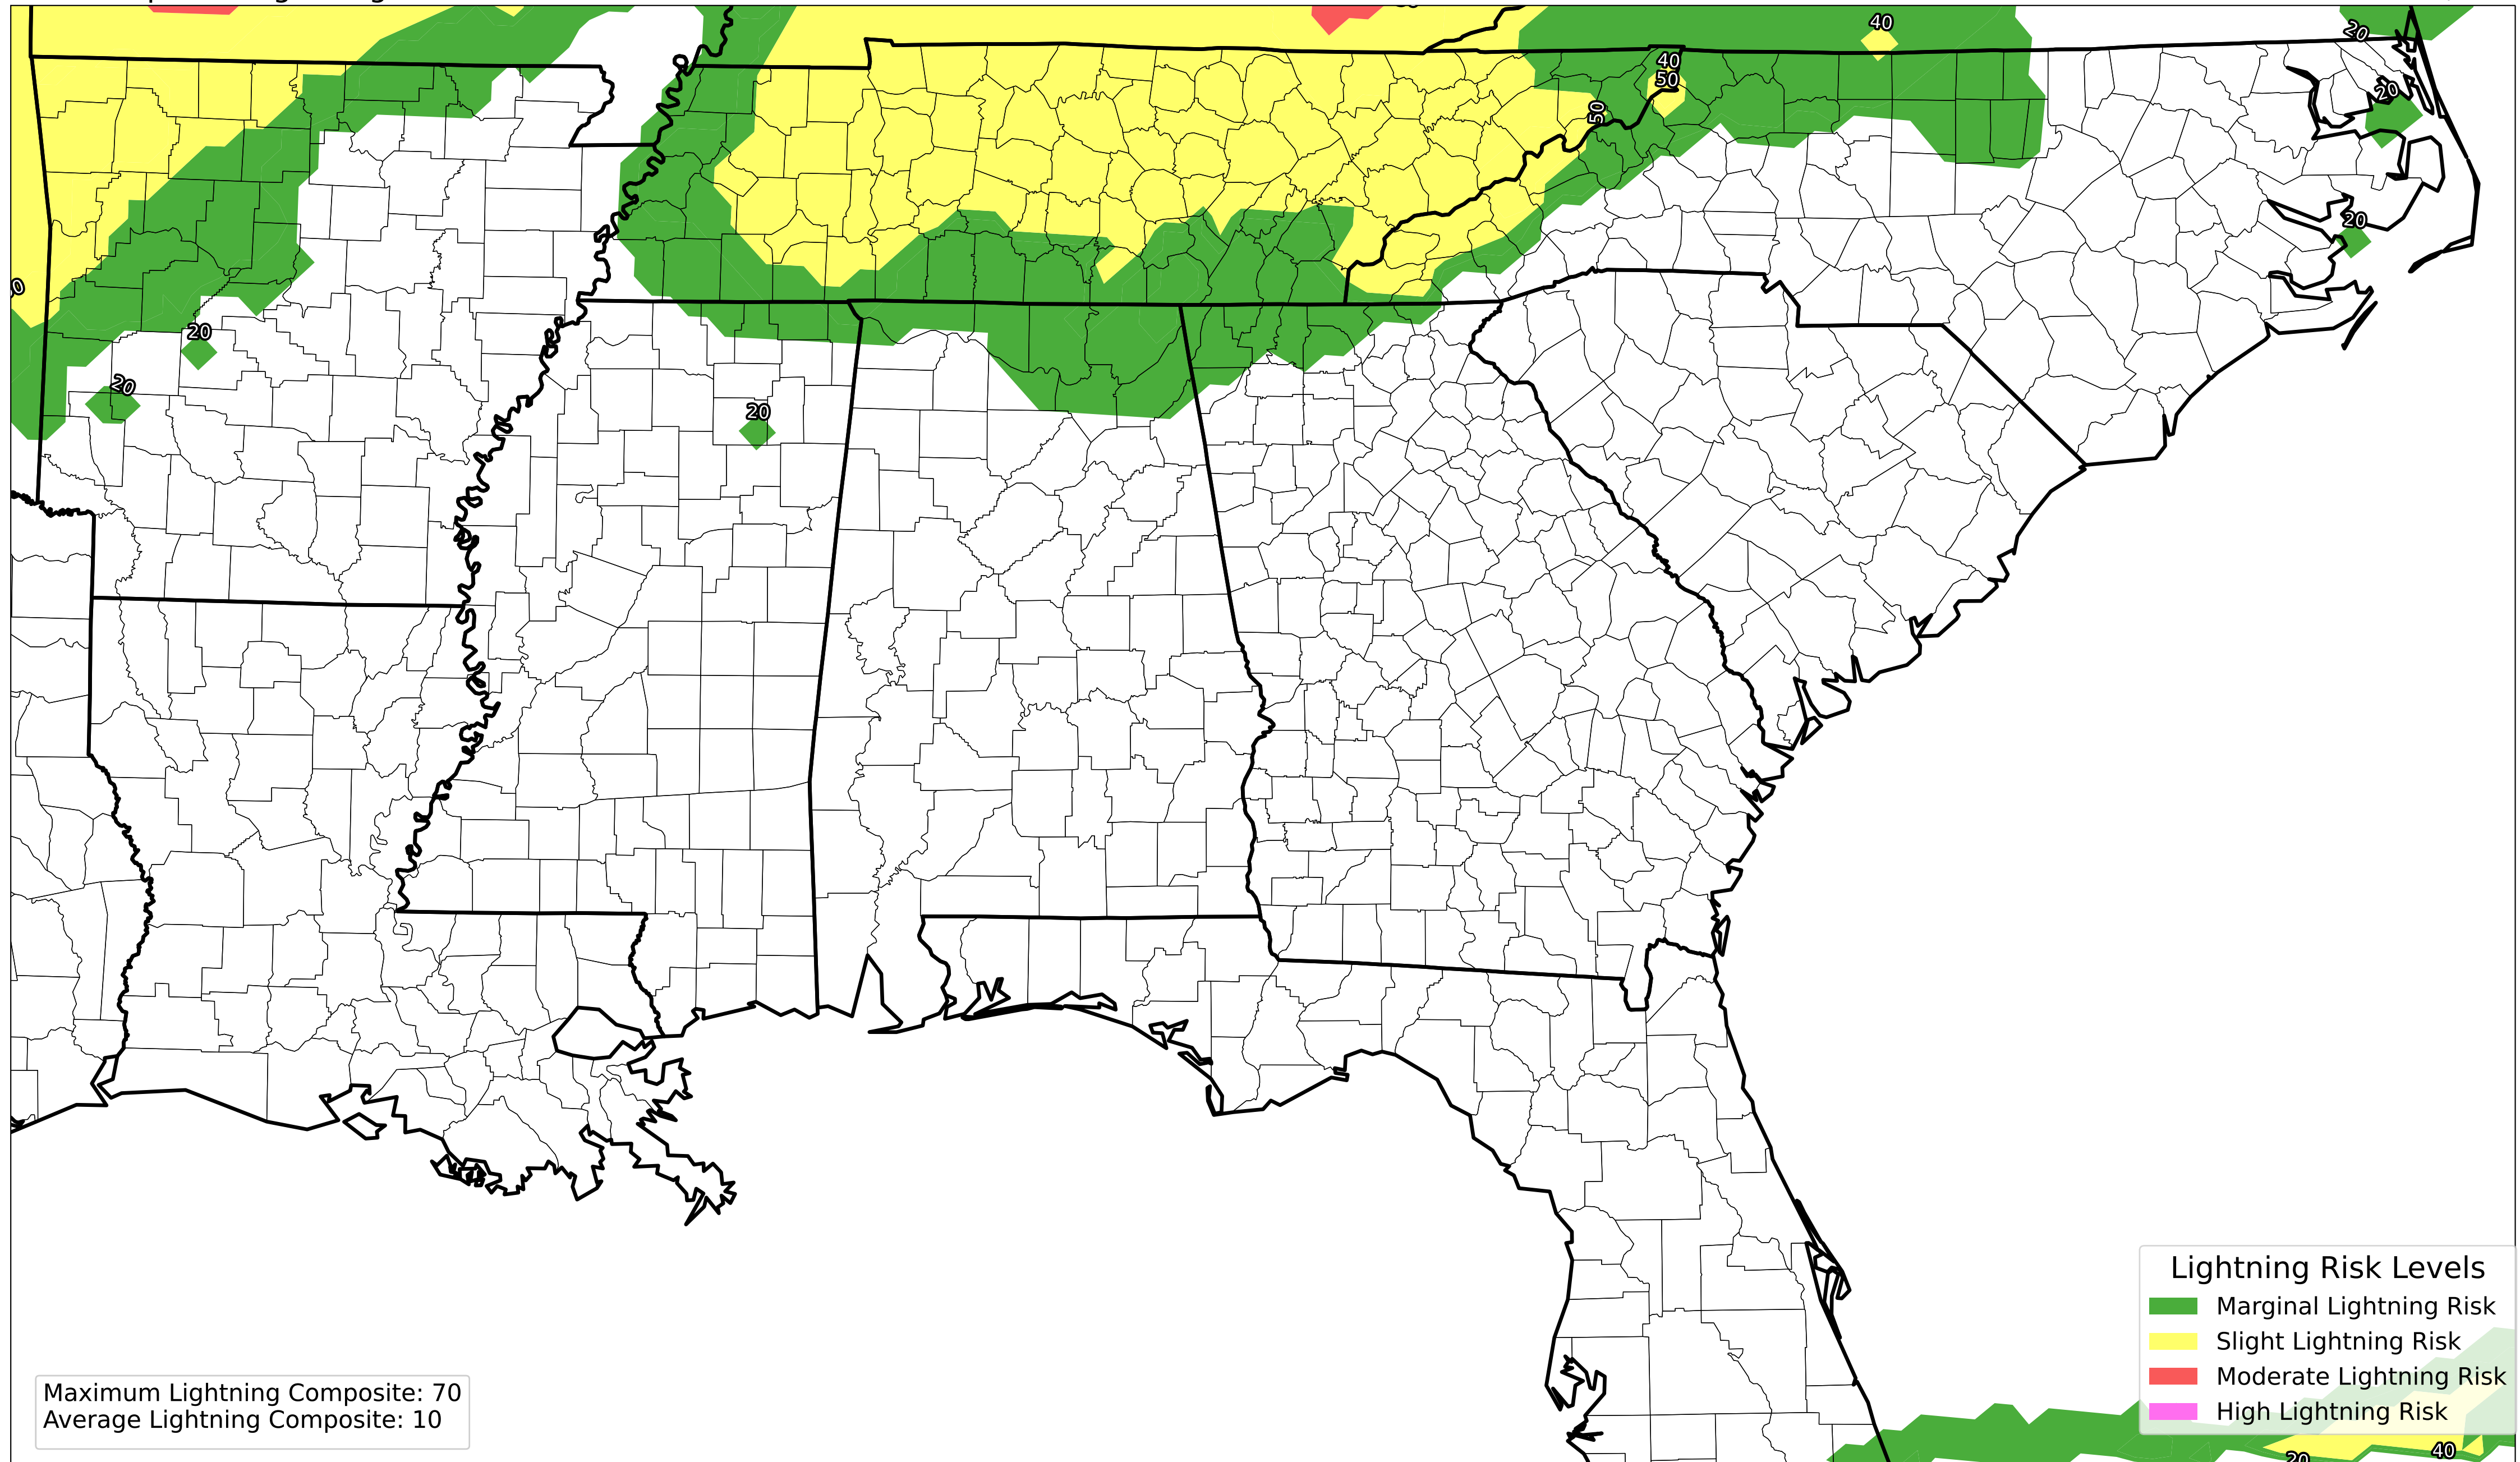 40
20
40
50
50
20
20
20
20
20
Lightning Risk Levels
Marginal Lightning Risk
Slight Lightning Risk
Moderate Lightning Risk
High Lightning Risk
Maximum Lightning Composite: 70
Average Lightning Composite: 10
40
20